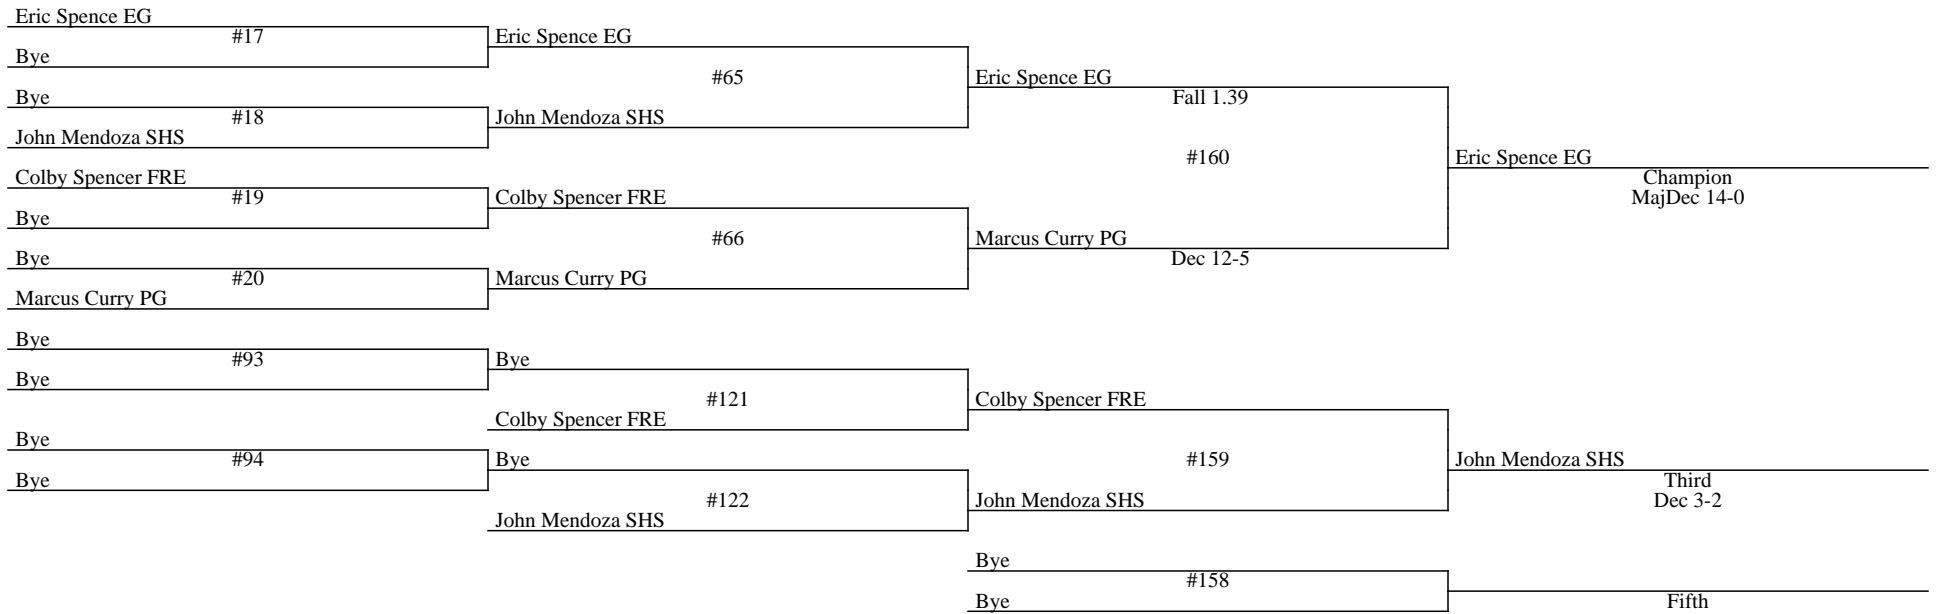 Eric Spence EG
#17
Bye
Eric Spence EG
#65
Bye
#18
John Mendoza SHS
John Mendoza SHS
Eric Spence EG
Fall 1.39
#160
Colby Spencer FRE
#19
Bye
Colby Spencer FRE
#66
Bye
#20
Marcus Curry PG
Marcus Curry PG
Marcus Curry PG
Dec 12-5
Eric Spence EG
Champion
MajDec 14-0
Bye
#93
Bye
Bye
#121
Colby Spencer FRE
Colby Spencer FRE
#159
Bye
#94
Bye
Bye
#122
John Mendoza SHS
John Mendoza SHS
John Mendoza SHS
Third
Dec 3-2
Bye
#158
Bye
Fifth